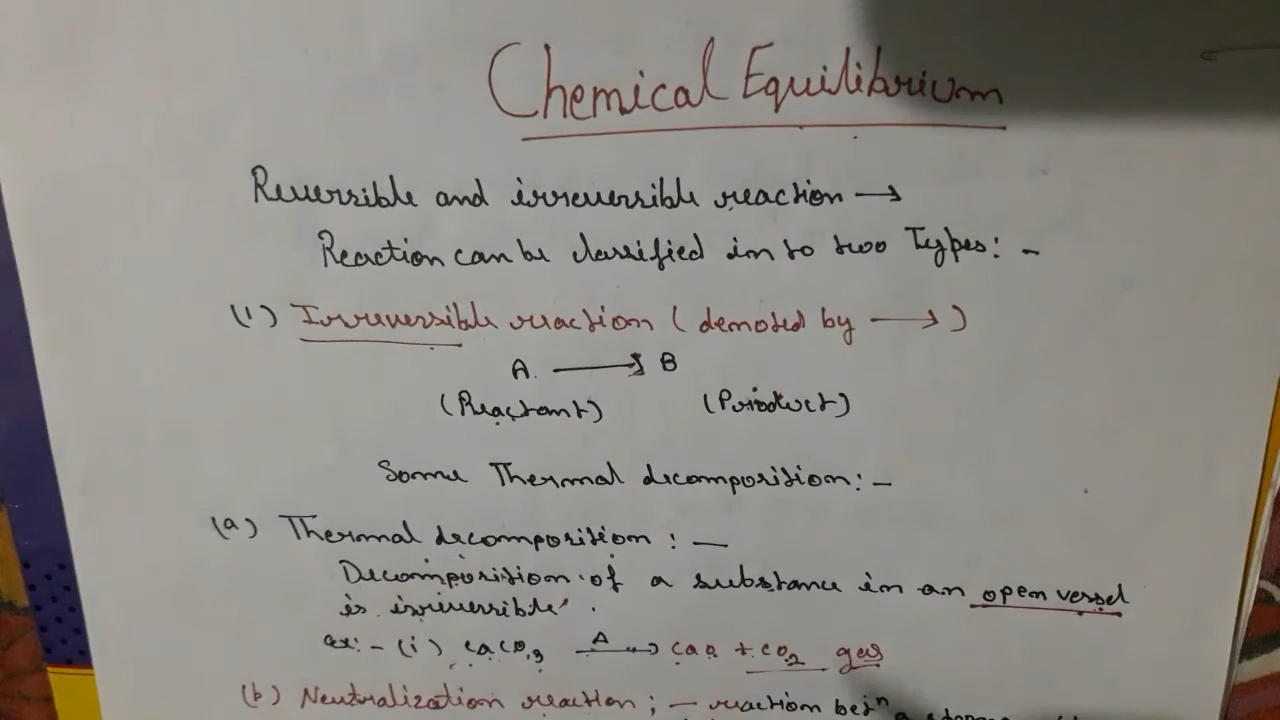 Chemical Equilibrium
Reversible and irreversible reaction →
Reaction can be classified in to two Types: -
(1) Irreversible reaction ( denoted by ⟶ )
A. ⟶ B
(Reactant) (Product)
Some Thermal decomposition: -
(a) Thermal decomposition : —
Decomposition of a substance in an open vessel
is irreversible .
ex: - (i) CaCO3 —Δ→ CaO + CO2 gas
(b) Neutralization reaction ; — reaction betn a strong